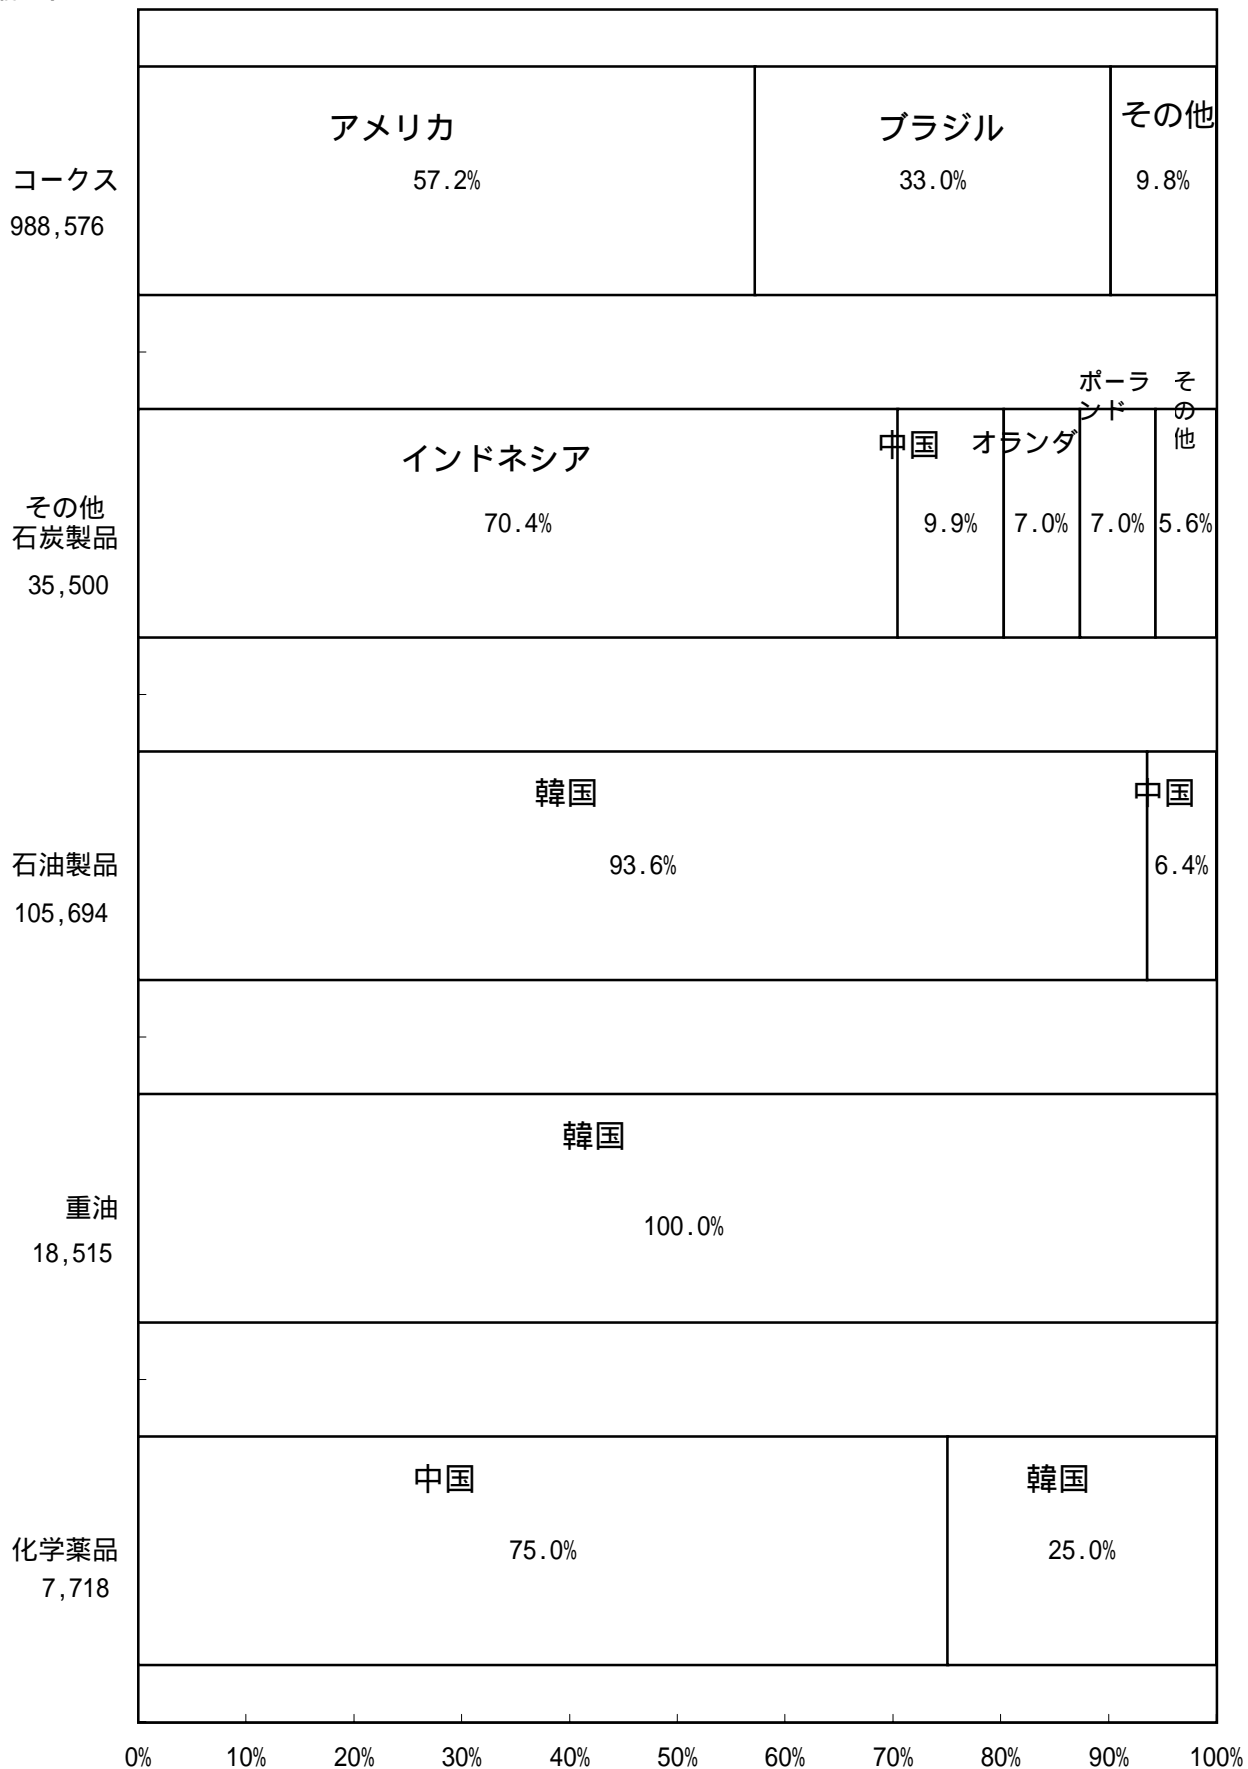 アメリカ ブラジル その他
コークス 57.2% 33.0% 9.8%
988,576
ポーラ
ンド
その他
インドネシア 中国 オランダ
その他
石炭製品
70.4% 9.9% 7.0% 7.0% 5.6%
35,500
韓国 中国
石油製品 93.6% 6.4%
105,694
韓国
重油
100.0%
18,515
中国 韓国
化学薬品 75.0% 25.0%
7,718
0% 10% 20% 30% 40% 50% 60% 70% 80% 90% 100%